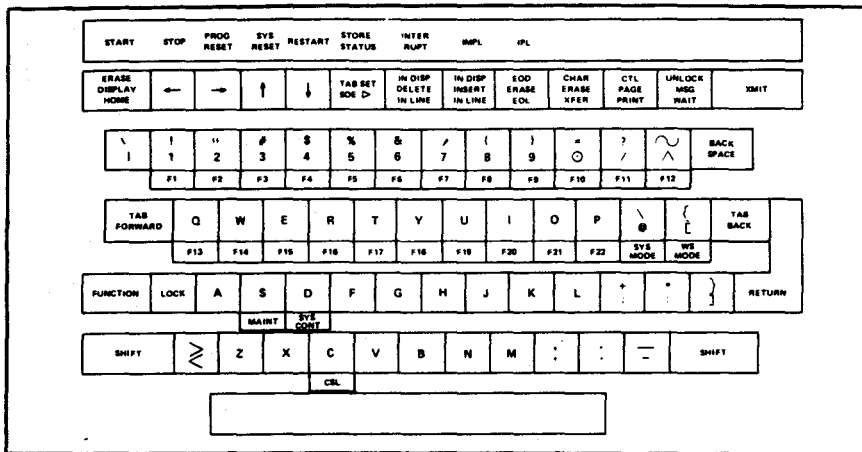 START STOP PROG RESET SYS RESET RESTART STORE STATUS INTER RUPT IMPL IPL
ERASE DISPLAY HOME ← → ↑ ↓ TAB SET SOE ▷ IN DISP DELETE IN LINE IN DISP INSERT IN LINE EOD ERASE EOL CHAR ERASE XFER CTL PAGE PRINT UNLOCK MSG WAIT XMIT
\ ! " # $ % & ' ( ) = ? ~
| 1 2 3 4 5 6 7 8 9 ⊙ / ^ BACK SPACE
F1 F2 F3 F4 F5 F6 F7 F8 F9 F10 F11 F12
TAB FORWARD Q W E R T Y U I O P \ @ { [ TAB BACK
F13 F14 F15 F16 F17 F18 F19 F20 F21 F22 SYS MODE WS MODE
FUNCTION LOCK A S D F G H J K L + * } RETURN
MAINT SYS CONT
SHIFT > < Z X C V B N M — SHIFT
CSL